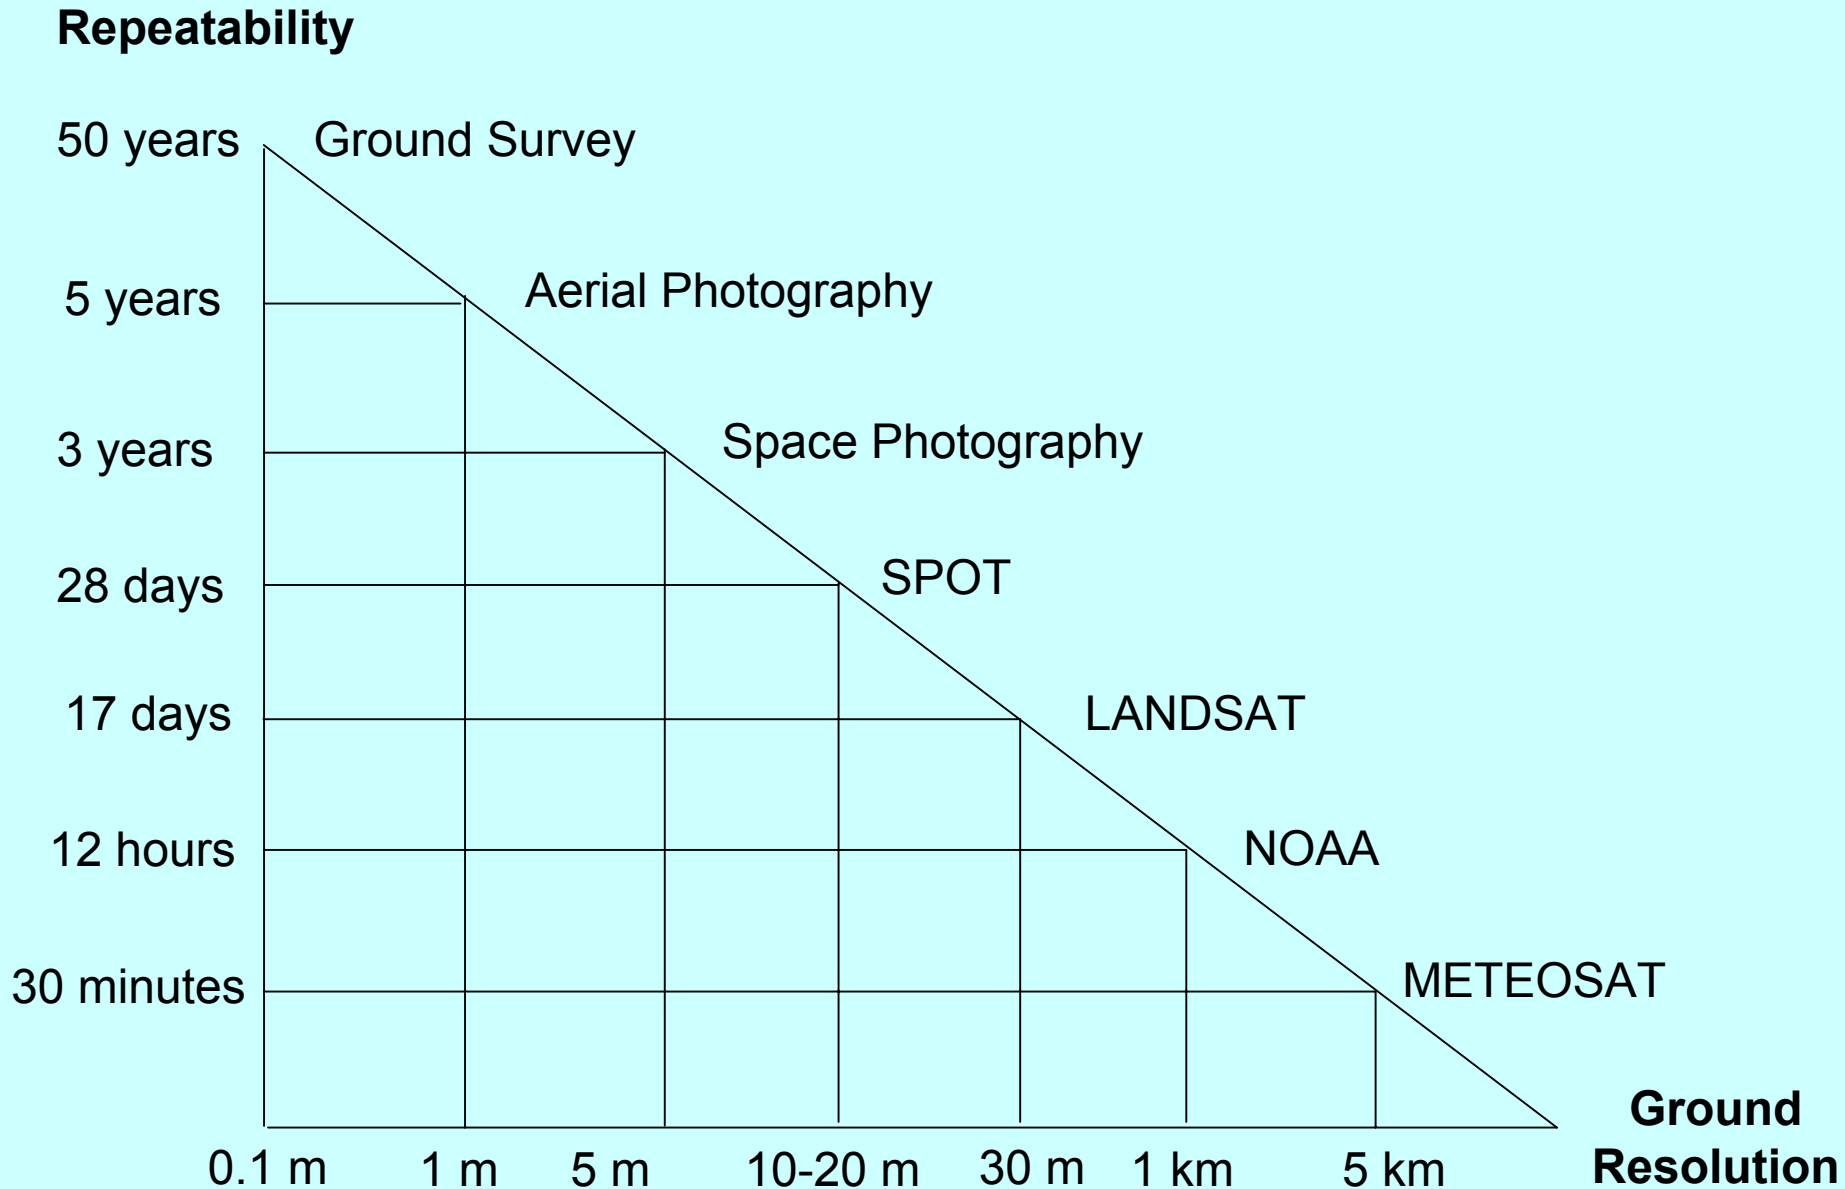 Repeatability
50 years Ground Survey
5 years Aerial Photography
3 years Space Photography
28 days SPOT
17 days LANDSAT
12 hours NOAA
30 minutes METEOSAT
Ground
Resolution
0.1 m 1 m 5 m 10-20 m 30 m 1 km 5 km